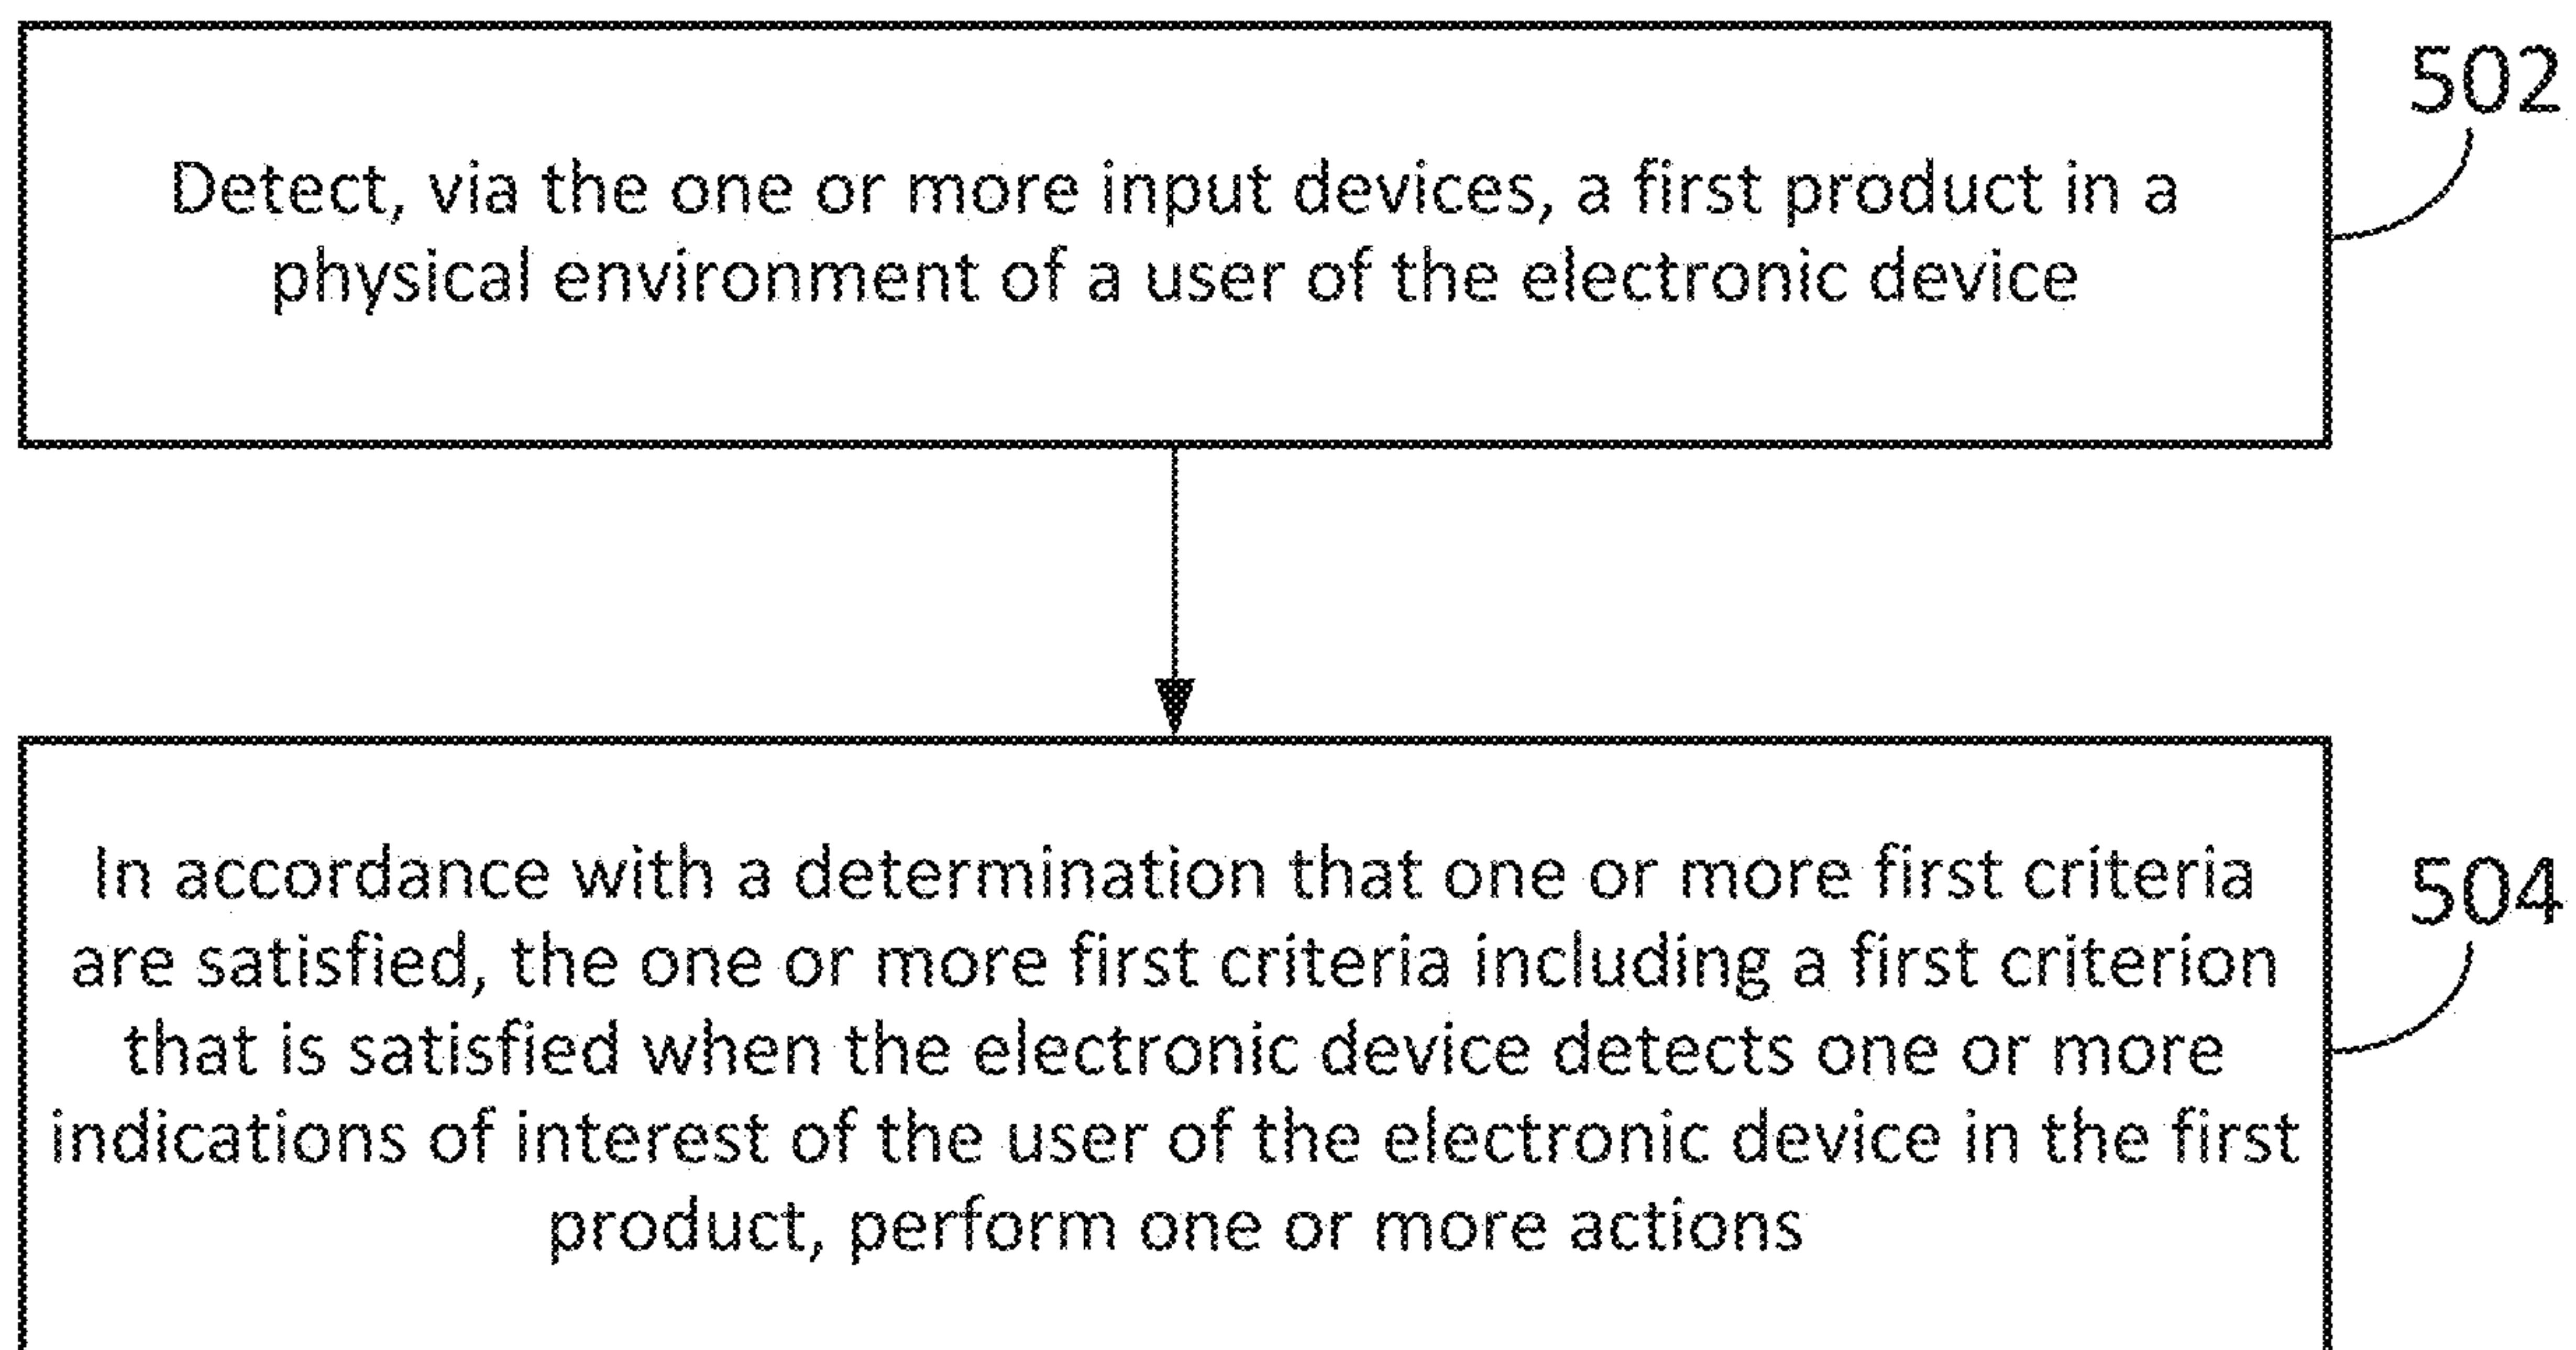 502
Detect, via the one or more input devices, a first product in a
physical environment of a user of the electronic device
504
In accordance with a determination that one or more first criteria
are satisfied, the one or more first criteria including a first criterion
that is satisfied when the electronic device detects one or more
indications of interest of the user of the electronic device in the first
product, perform one or more actions